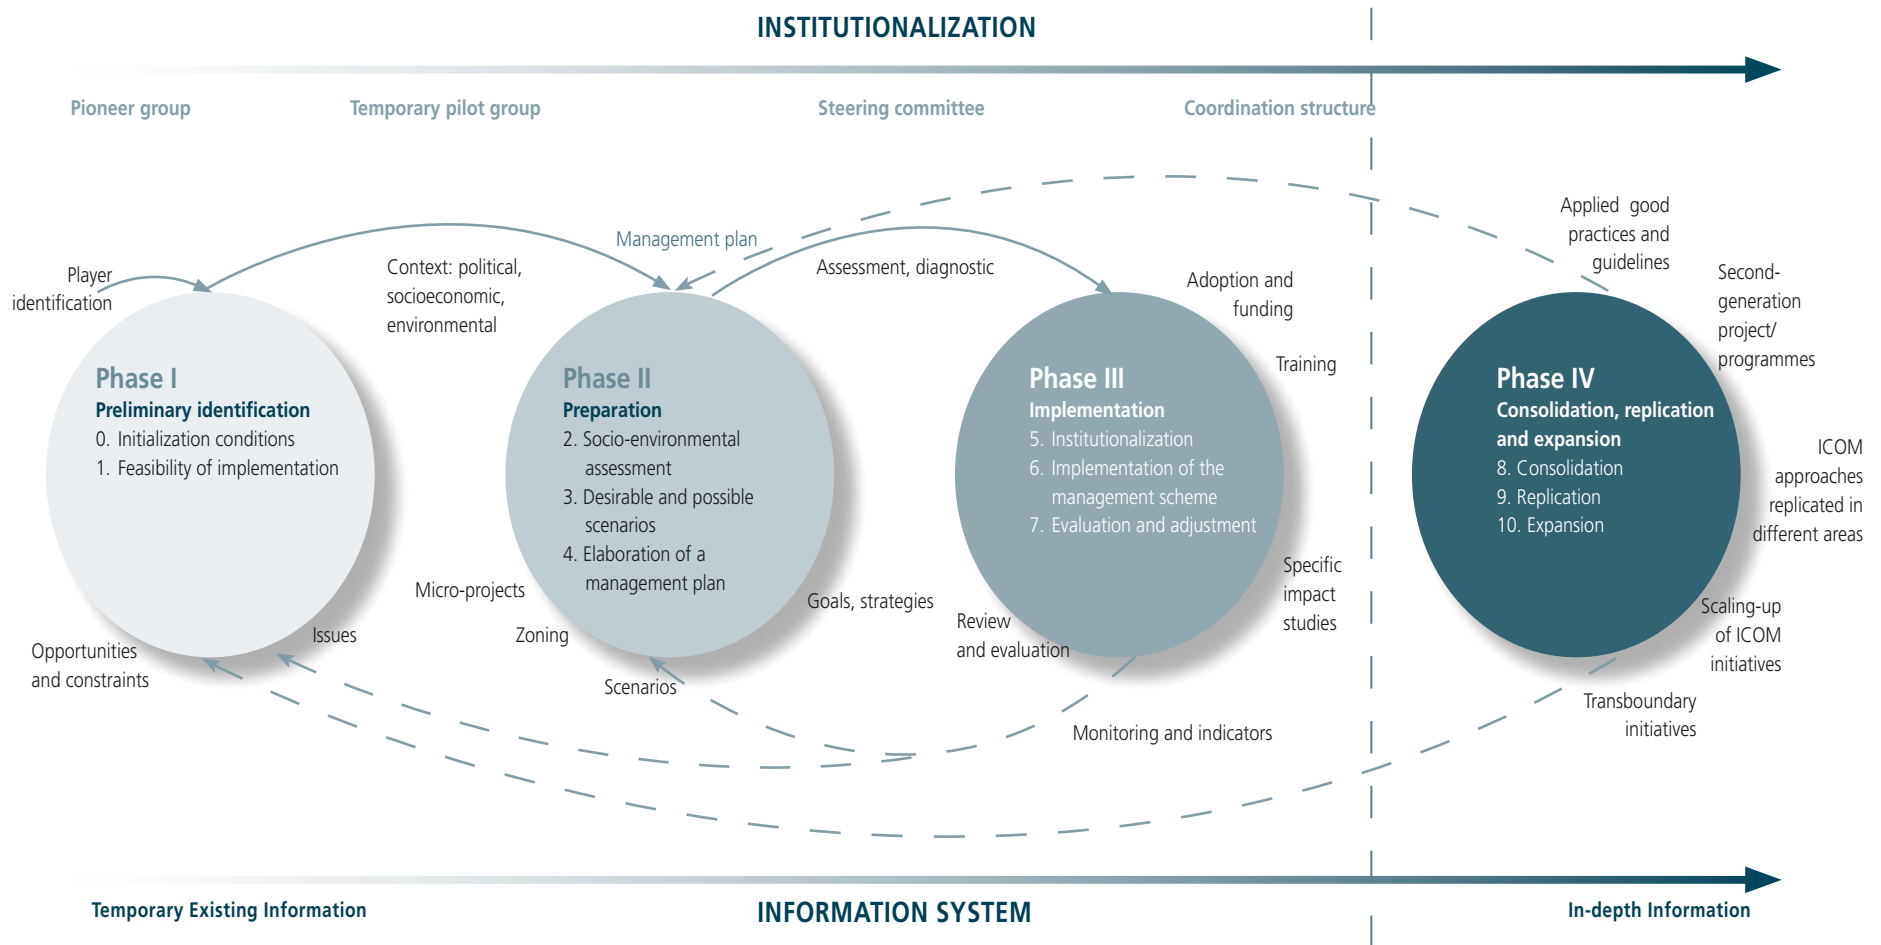 INSTITUTIONALIZATION
Pioneer group
Temporary pilot group
Steering committee
Coordination structure
Player
identification
Context: political,
socioeconomic,
environmental
Management plan
Assessment, diagnostic
Adoption and
funding
Training
Applied good
practices and
guidelines
Second-
generation
project/
programmes
Phase I
Preliminary identification
0. Initialization conditions
1. Feasibility of implementation
Phase II
Preparation
2. Socio-environmental
assessment
3. Desirable and possible
scenarios
4. Elaboration of a
management plan
Phase III
Implementation
5. Institutionalization
6. Implementation of the
management scheme
7. Evaluation and adjustment
Phase IV
Consolidation, replication
and expansion
8. Consolidation
9. Replication
10. Expansion
ICOM
approaches
replicated in
different areas
Opportunities
and constraints
Issues
Micro-projects
Zoning
Scenarios
Goals, strategies
Review
and evaluation
Specific
impact
studies
Monitoring and indicators
Scaling-up
of ICOM
initiatives
Transboundary
initiatives
Temporary Existing Information
INFORMATION SYSTEM
In-depth Information